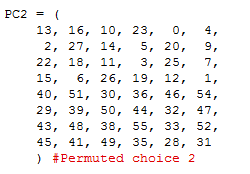 PC2 = (
13, 16, 10, 23, 0, 4,
2, 27, 14, 5, 20, 9,
22, 18, 11, 3, 25, 7,
15, 6, 26, 19, 12, 1,
40, 51, 30, 36, 46, 54,
29, 39, 50, 44, 32, 47,
43, 48, 38, 55, 33, 52,
45, 41, 49, 35, 28, 31
) #Permuted choice 2